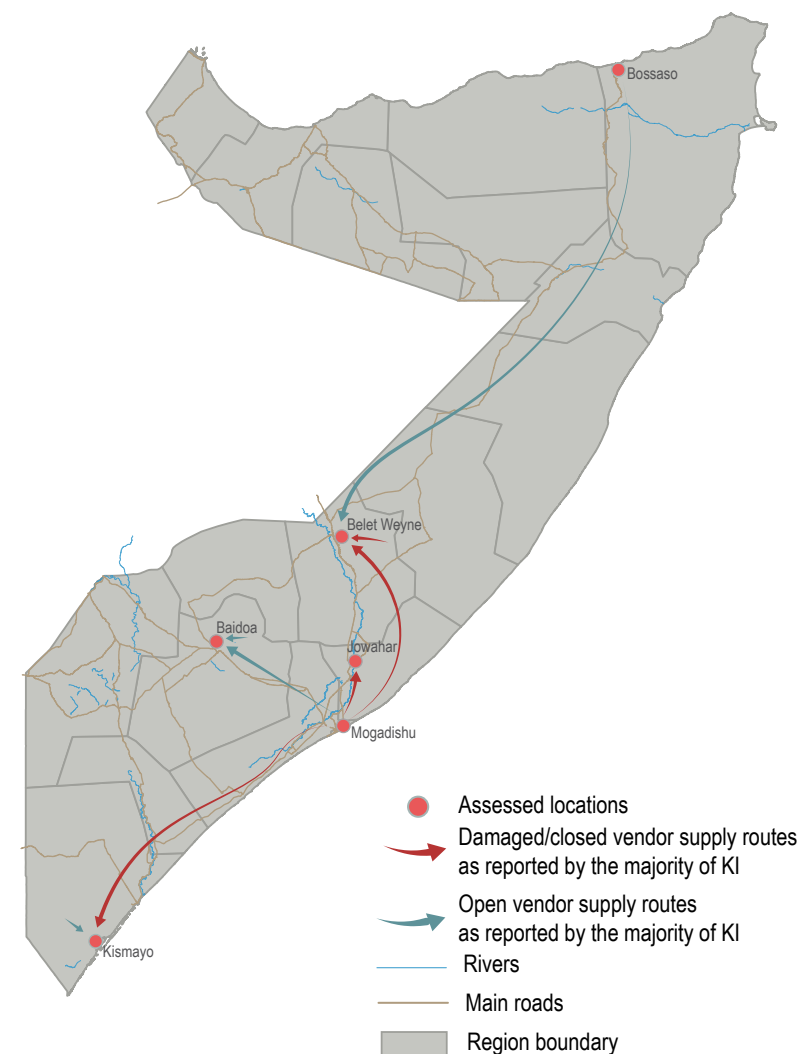 Bossaso
Belet Weyne
Baidoa
Jowahar
Mogadishu
Kismayo
Assessed locations
Damaged/closed vendor supply routes
as reported by the majority of KI
Open vendor supply routes
as reported by the majority of KI
Rivers
Main roads
Region boundary